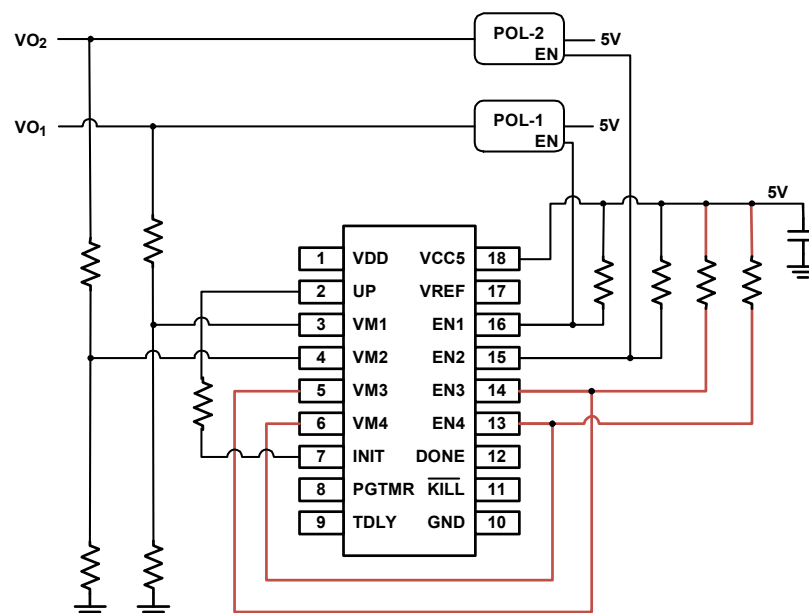 VO2
POL-2
EN
5V
VO1
POL-1
EN
5V
5V
1 VDD VCC5 18
2 UP VREF 17
3 VM1 EN1 16
4 VM2 EN2 15
5 VM3 EN3 14
6 VM4 EN4 13
7 INIT DONE 12
8 PGTMR KILL 11
9 TDLY GND 10